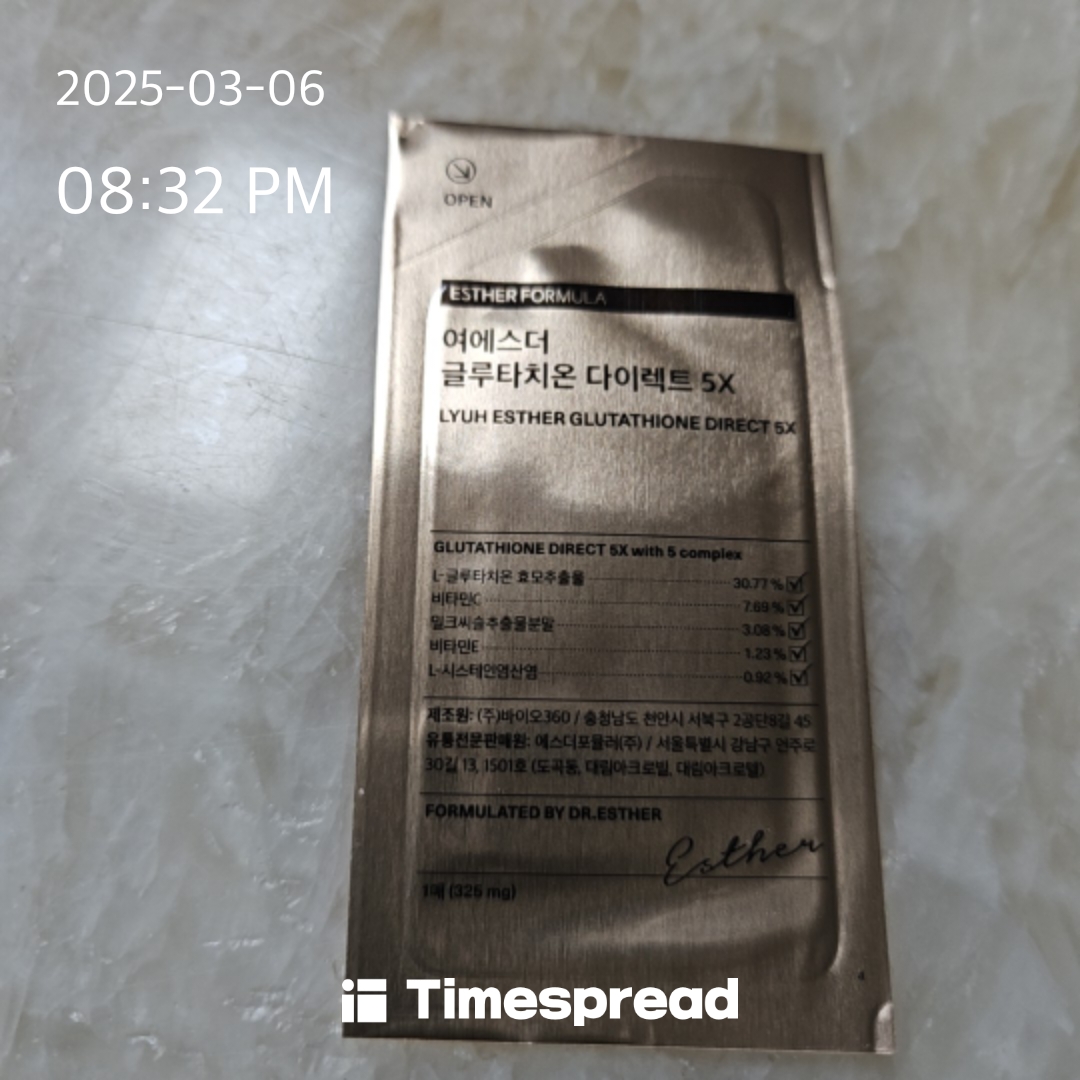 2025-03-06
08:32 PM
OPEN
ESTHER FORMULA
여에스더
글루타치온 다이렉트 5X
LYUH ESTHER GLUTATHIONE DIRECT 5X
GLUTATHIONE DIRECT 5X with 5 complex
L-글루타치온 효모추출물 30.77 %
비타민C 7.69 %
밀크씨슬추출물분말 3.08 %
비타민E 1.23 %
L-시스테인염산염 0.92 %
제조원: (주)바이오360 / 충청남도 천안시 서북구 2공단8길 45
유통전문판매원: 에스더포뮬러(주) / 서울특별시 강남구 언주로
30길 13, 1501호 (도곡동, 대림아크로빌, 대림아크로텔)
FORMULATED BY DR.ESTHER
Esther
1매 (325 mg)
4
Timespread